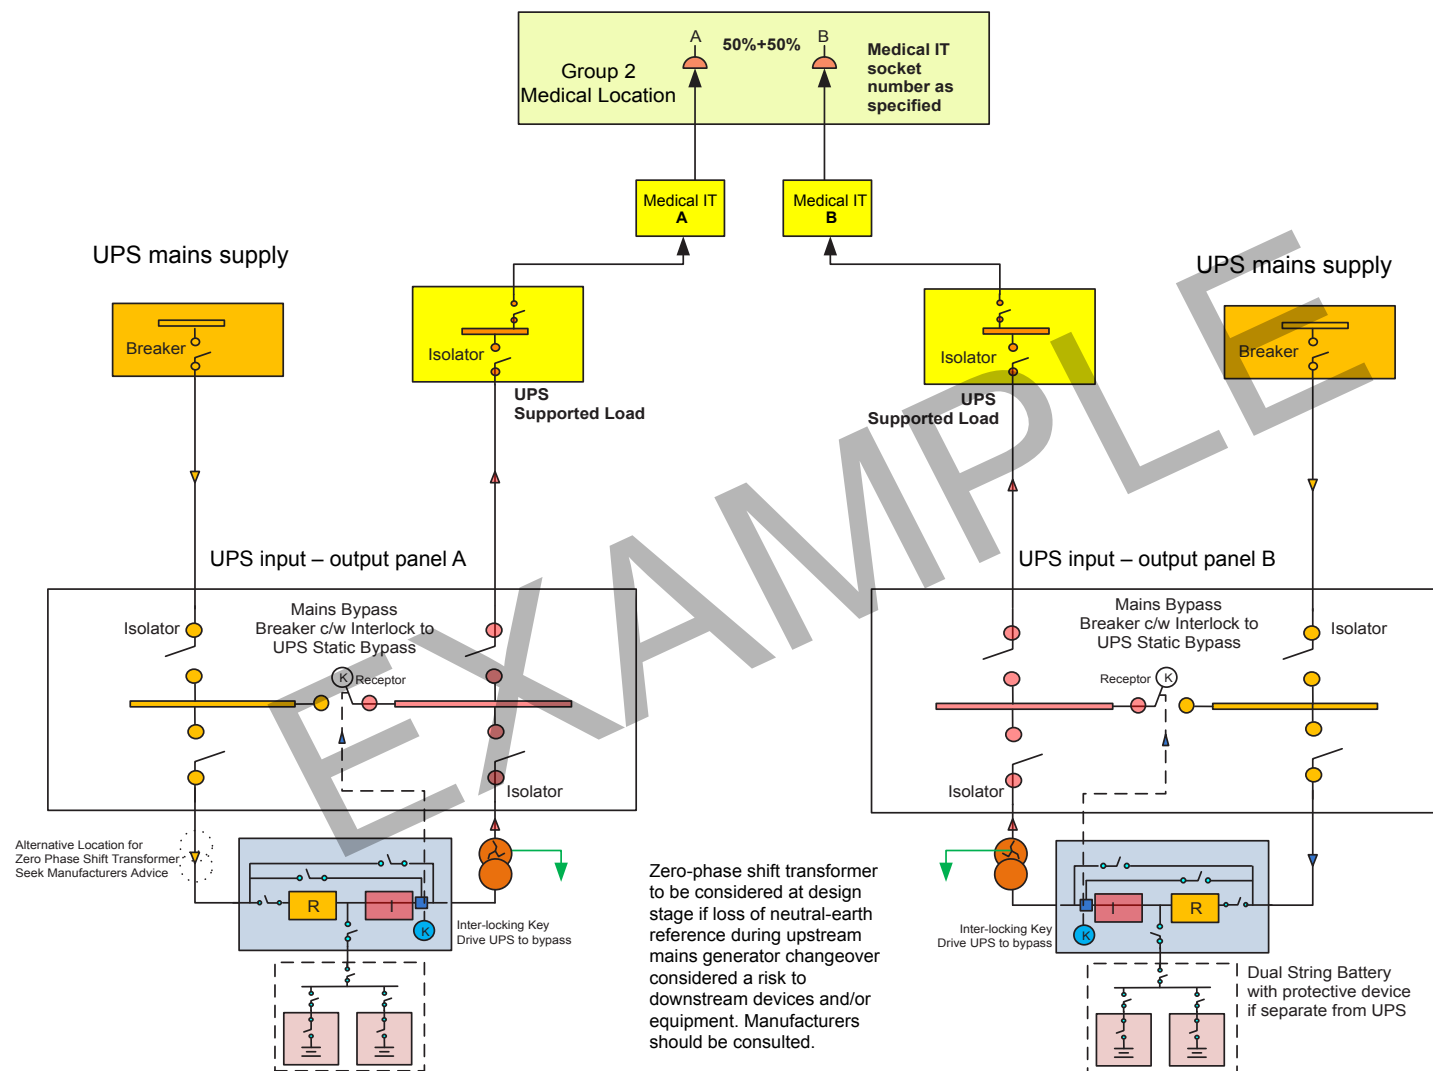 A
50%+50%
B
Medical IT
socket
number as
specified
Group 2
Medical Location
Medical IT
A
Medical IT
B
UPS mains supply
UPS mains supply
Breaker
Isolator
UPS
Supported Load
Isolator
UPS
Supported Load
Breaker
EXAMPLE
UPS input – output panel A
UPS input – output panel B
Isolator
Mains Bypass
Breaker c/w Interlock to
UPS Static Bypass
K
Receptor
Isolator
Mains Bypass
Breaker c/w Interlock to
UPS Static Bypass
K
Receptor
Isolator
Isolator
Alternative Location for
Zero Phase Shift Transformer
Seek Manufacturers Advice
R
I
K
Inter-locking Key
Drive UPS to bypass
Zero-phase shift transformer
to be considered at design
stage if loss of neutral-earth
reference during upstream
mains generator changeover
considered a risk to
downstream devices and/or
equipment. Manufacturers
should be consulted.
I
R
K
Inter-locking Key
Drive UPS to bypass
Dual String Battery
with protective device
if separate from UPS